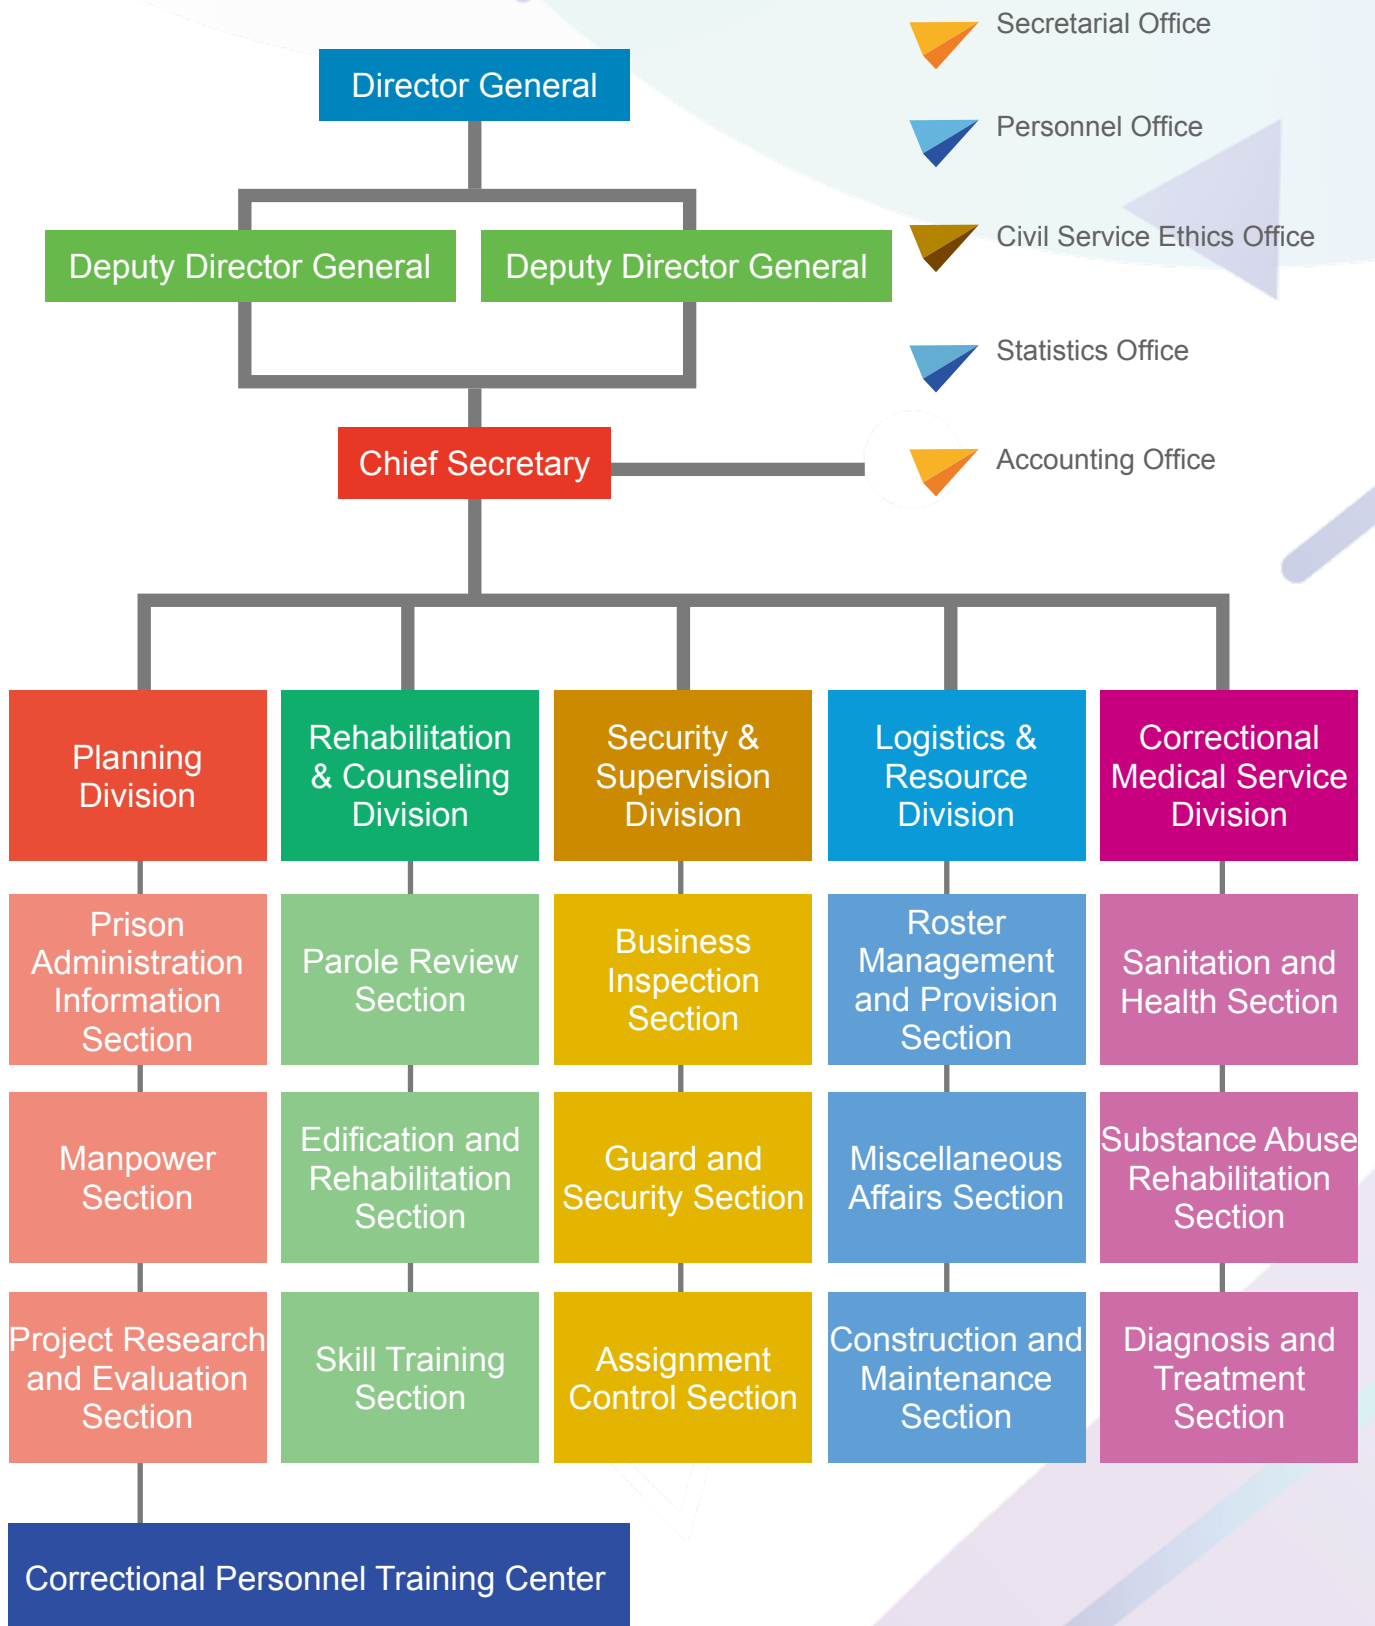 Director General
Deputy Director General
Deputy Director General
Chief Secretary
Secretarial Office
Personnel Office
Civil Service Ethics Office
Statistics Office
Accounting Office
Planning
Division
Prison
Administration
Information
Section
Manpower
Section
Project Research
and Evaluation
Section
Correctional Personnel Training Center
Rehabilitation
& Counseling
Division
Parole Review
Section
Edification and
Rehabilitation
Section
Skill Training
Section
Security &
Supervision
Division
Business
Inspection
Section
Guard and
Security Section
Assignment
Control Section
Logistics &
Resource
Division
Roster
Management
and Provision
Section
Miscellaneous
Affairs Section
Construction and
Maintenance
Section
Correctional
Medical Service
Division
Sanitation and
Health Section
Substance Abuse
Rehabilitation
Section
Diagnosis and
Treatment
Section